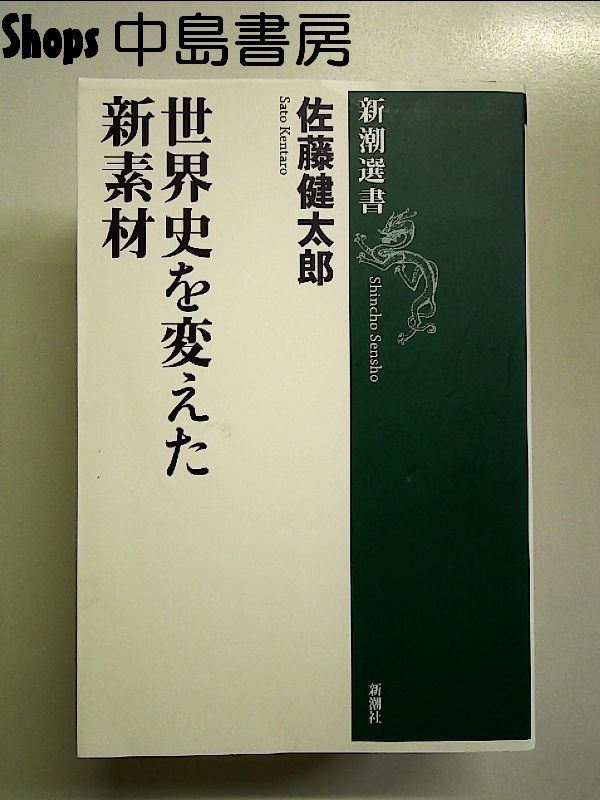 Shops 中島書房
新潮選書
Shincho Sensho
佐藤健太郎
Sato Kentaro
世界史を変えた
新素材
新潮社